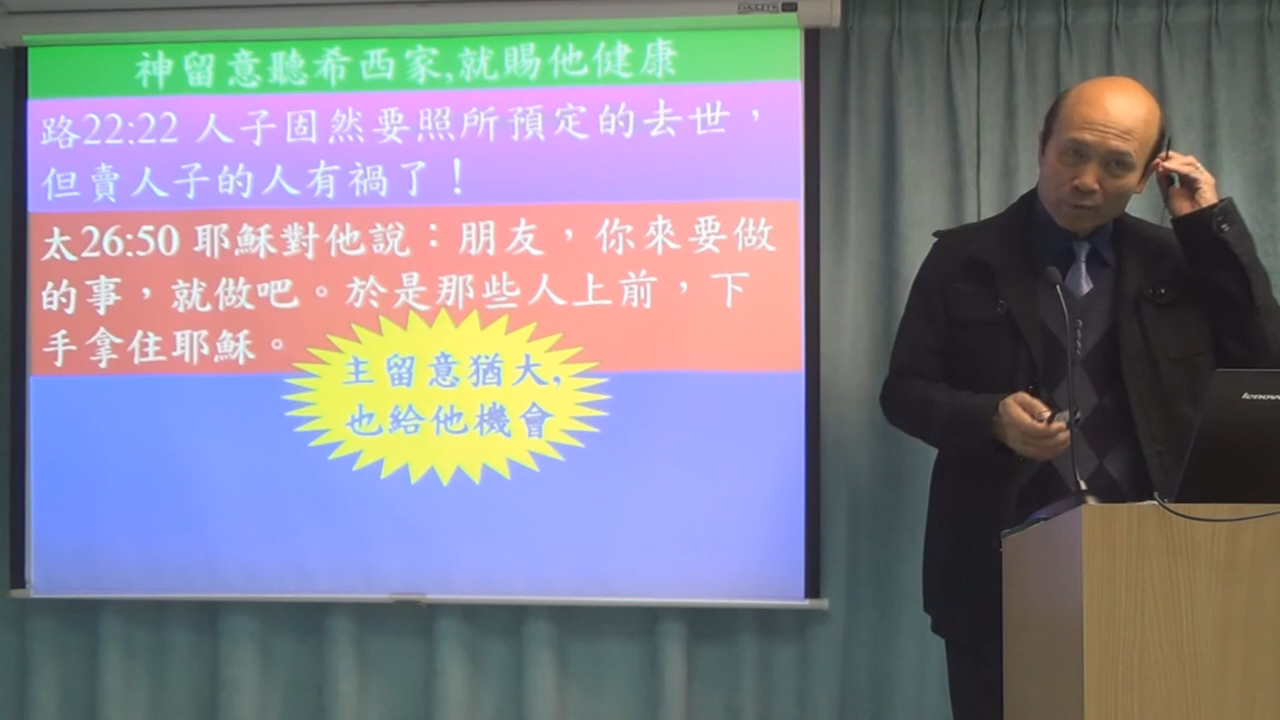 神留意聽希西家,就賜他健康
路22:22 人子固然要照所預定的去世，
但賣人子的人有禍了！
太26:50 耶穌對他說：朋友，你來要做
的事，就做吧。於是那些人上前，下
手拿住耶穌。
主留意猶大,
也給他機會
lenovo